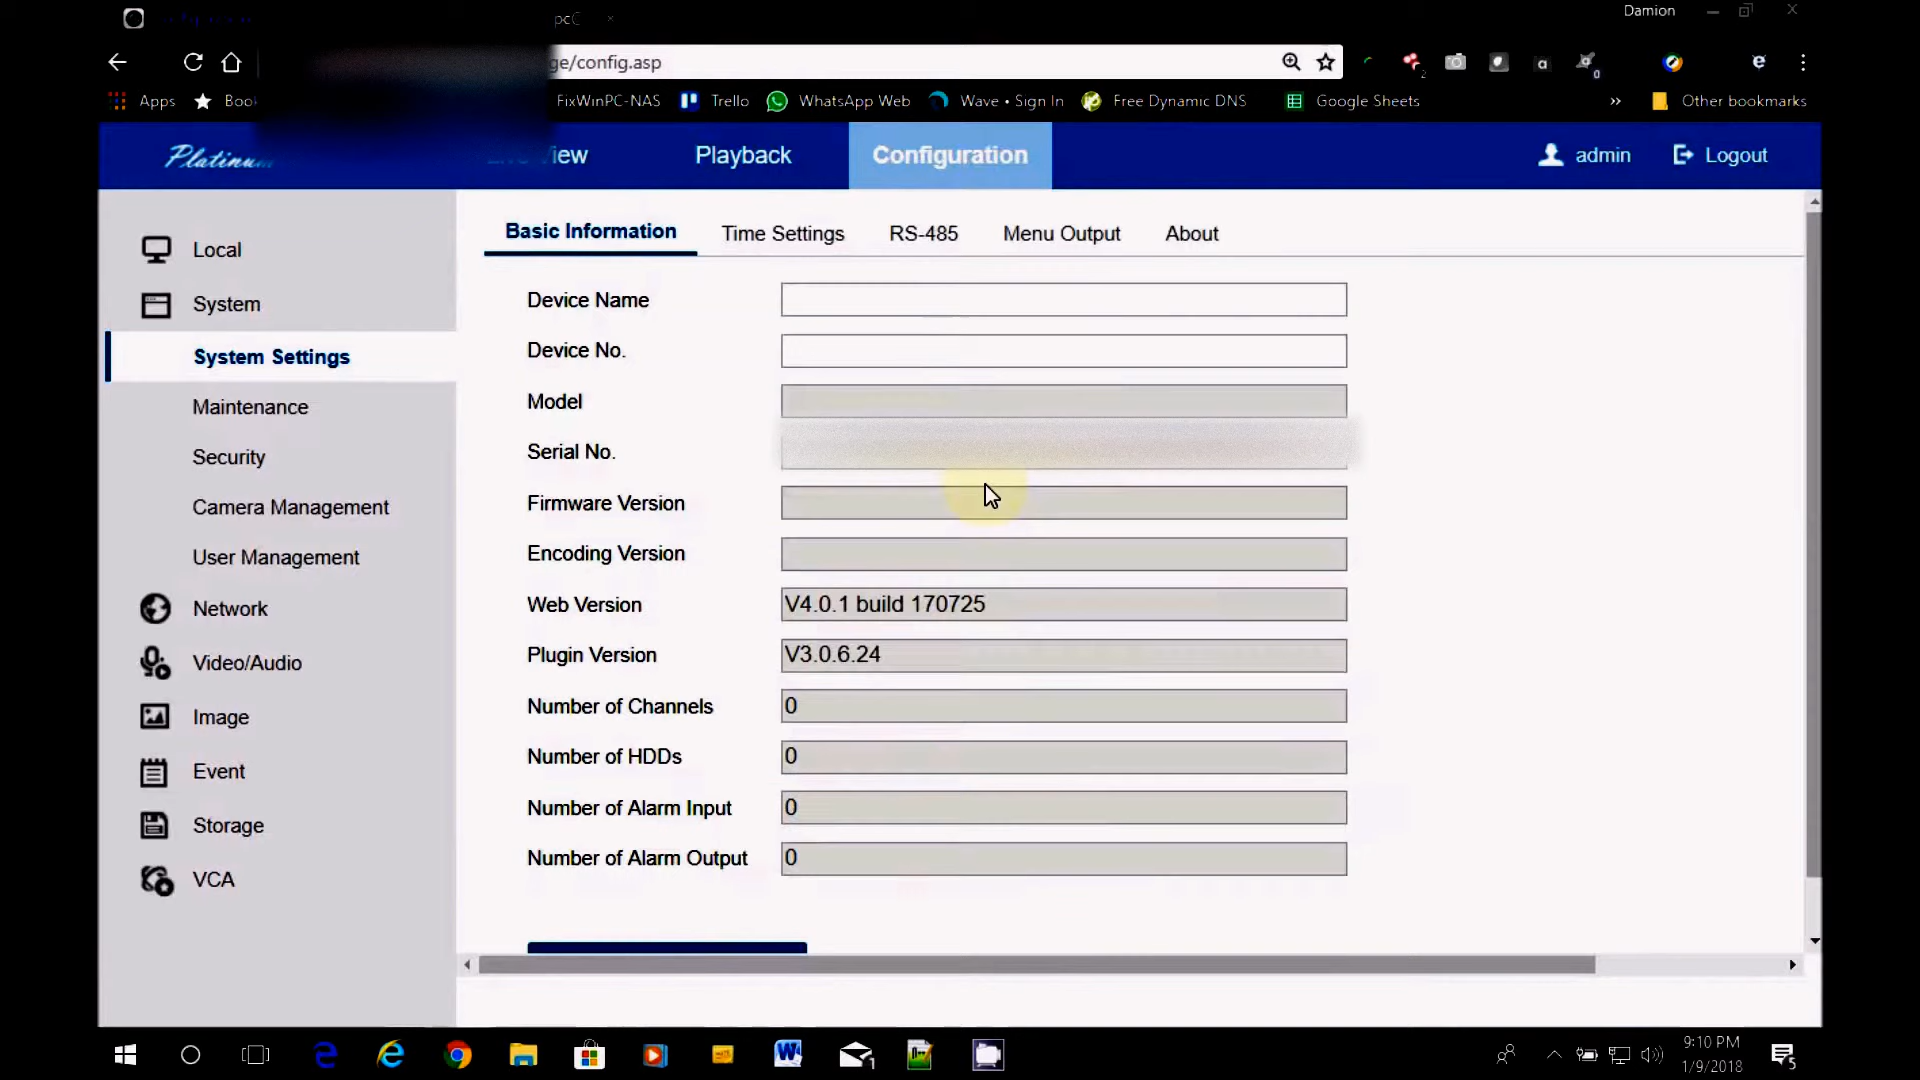 pcC
Damion
ge/config.asp
Apps
FixWinPC-NAS
Trello
WhatsApp Web
Wave • Sign In
Free Dynamic DNS
Google Sheets
»
Other bookmarks
Playback
Configuration
admin
Logout
Local
System
System Settings
Maintenance
Security
Camera Management
User Management
Network
Video/Audio
Image
Event
Storage
VCA
Basic Information
Time Settings
RS-485
Menu Output
About
Device Name
Device No.
Model
Serial No.
Firmware Version
Encoding Version
Web Version
V4.0.1 build 170725
Plugin Version
V3.0.6.24
Number of Channels
0
Number of HDDs
0
Number of Alarm Input
0
Number of Alarm Output
0
9:10 PM
1/9/2018